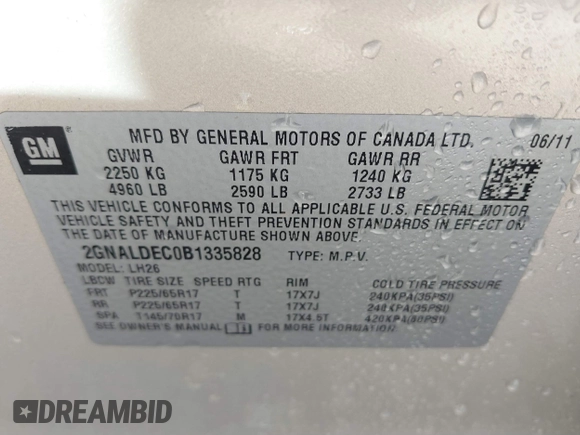 GM
MFD BY GENERAL MOTORS OF CANADA LTD. 06/11
GVWR GAWR FRT GAWR RR
2250 KG 1175 KG 1240 KG
4960 LB 2590 LB 2733 LB
THIS VEHICLE CONFORMS TO ALL APPLICABLE U.S. FEDERAL MOTOR
VEHICLE SAFETY AND THEFT PREVENTION STANDARDS IN EFFECT ON
THE DATE OF MANUFACTURE SHOWN ABOVE.
2GNALDEC0B1335828 TYPE: M.P.V.
MODEL: LH26
LBCW TIRE SIZE SPEED RTG RIM COLD TIRE PRESSURE
FRT P225/65R17 T 17X7J 240KPA(35PSI)
RR P225/65R17 T 17X7J 240KPA(35PSI)
SPA T145/70R17 M 17X4.5T 420KPA(60PSI)
SEE OWNER'S MANUAL FOR MORE INFORMATION
DREAMBID